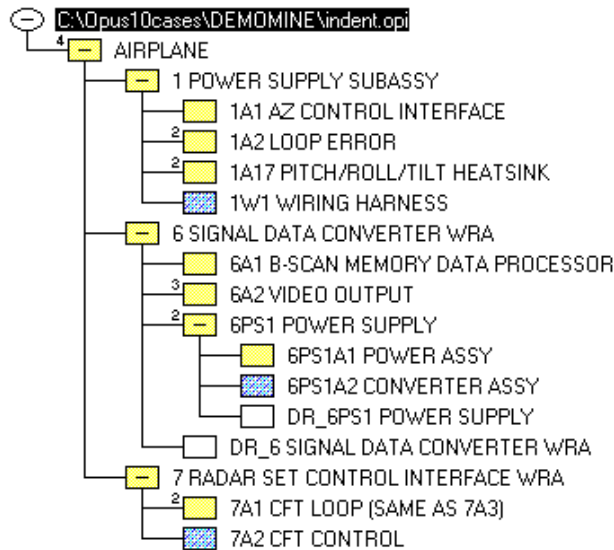 C:\Opus10cases\DEMOMINE\indent.opi
4 AIRPLANE
1 POWER SUPPLY SUBASSY
1A1 AZ CONTROL INTERFACE
2 1A2 LOOP ERROR
2 1A17 PITCH/ROLL/TILT HEATSINK
1W1 WIRING HARNESS
6 SIGNAL DATA CONVERTER WRA
6A1 B-SCAN MEMORY DATA PROCESSOR
3 6A2 VIDEO OUTPUT
2 6PS1 POWER SUPPLY
6PS1A1 POWER ASSY
6PS1A2 CONVERTER ASSY
DR_6PS1 POWER SUPPLY
DR_6 SIGNAL DATA CONVERTER WRA
7 RADAR SET CONTROL INTERFACE WRA
2 7A1 CFT LOOP (SAME AS 7A3)
7A2 CFT CONTROL